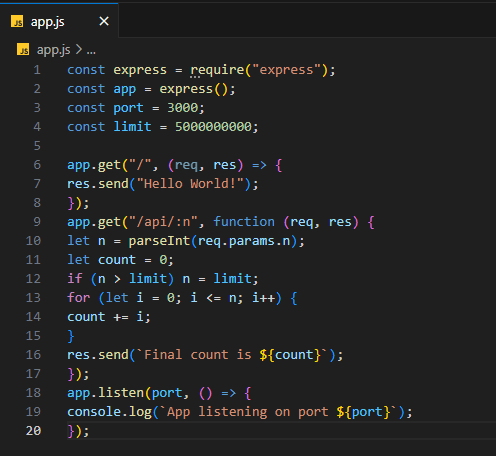 JS app.js ×
JS app.js > ...
1 const express = require("express");
2 const app = express();
3 const port = 3000;
4 const limit = 5000000000;
5
6 app.get("/", (req, res) => {
7 res.send("Hello World!");
8 });
9 app.get("/api/:n", function (req, res) {
10 let n = parseInt(req.params.n);
11 let count = 0;
12 if (n > limit) n = limit;
13 for (let i = 0; i <= n; i++) {
14 count += i;
15 }
16 res.send(`Final count is ${count}`);
17 });
18 app.listen(port, () => {
19 console.log(`App listening on port ${port}`);
20 });